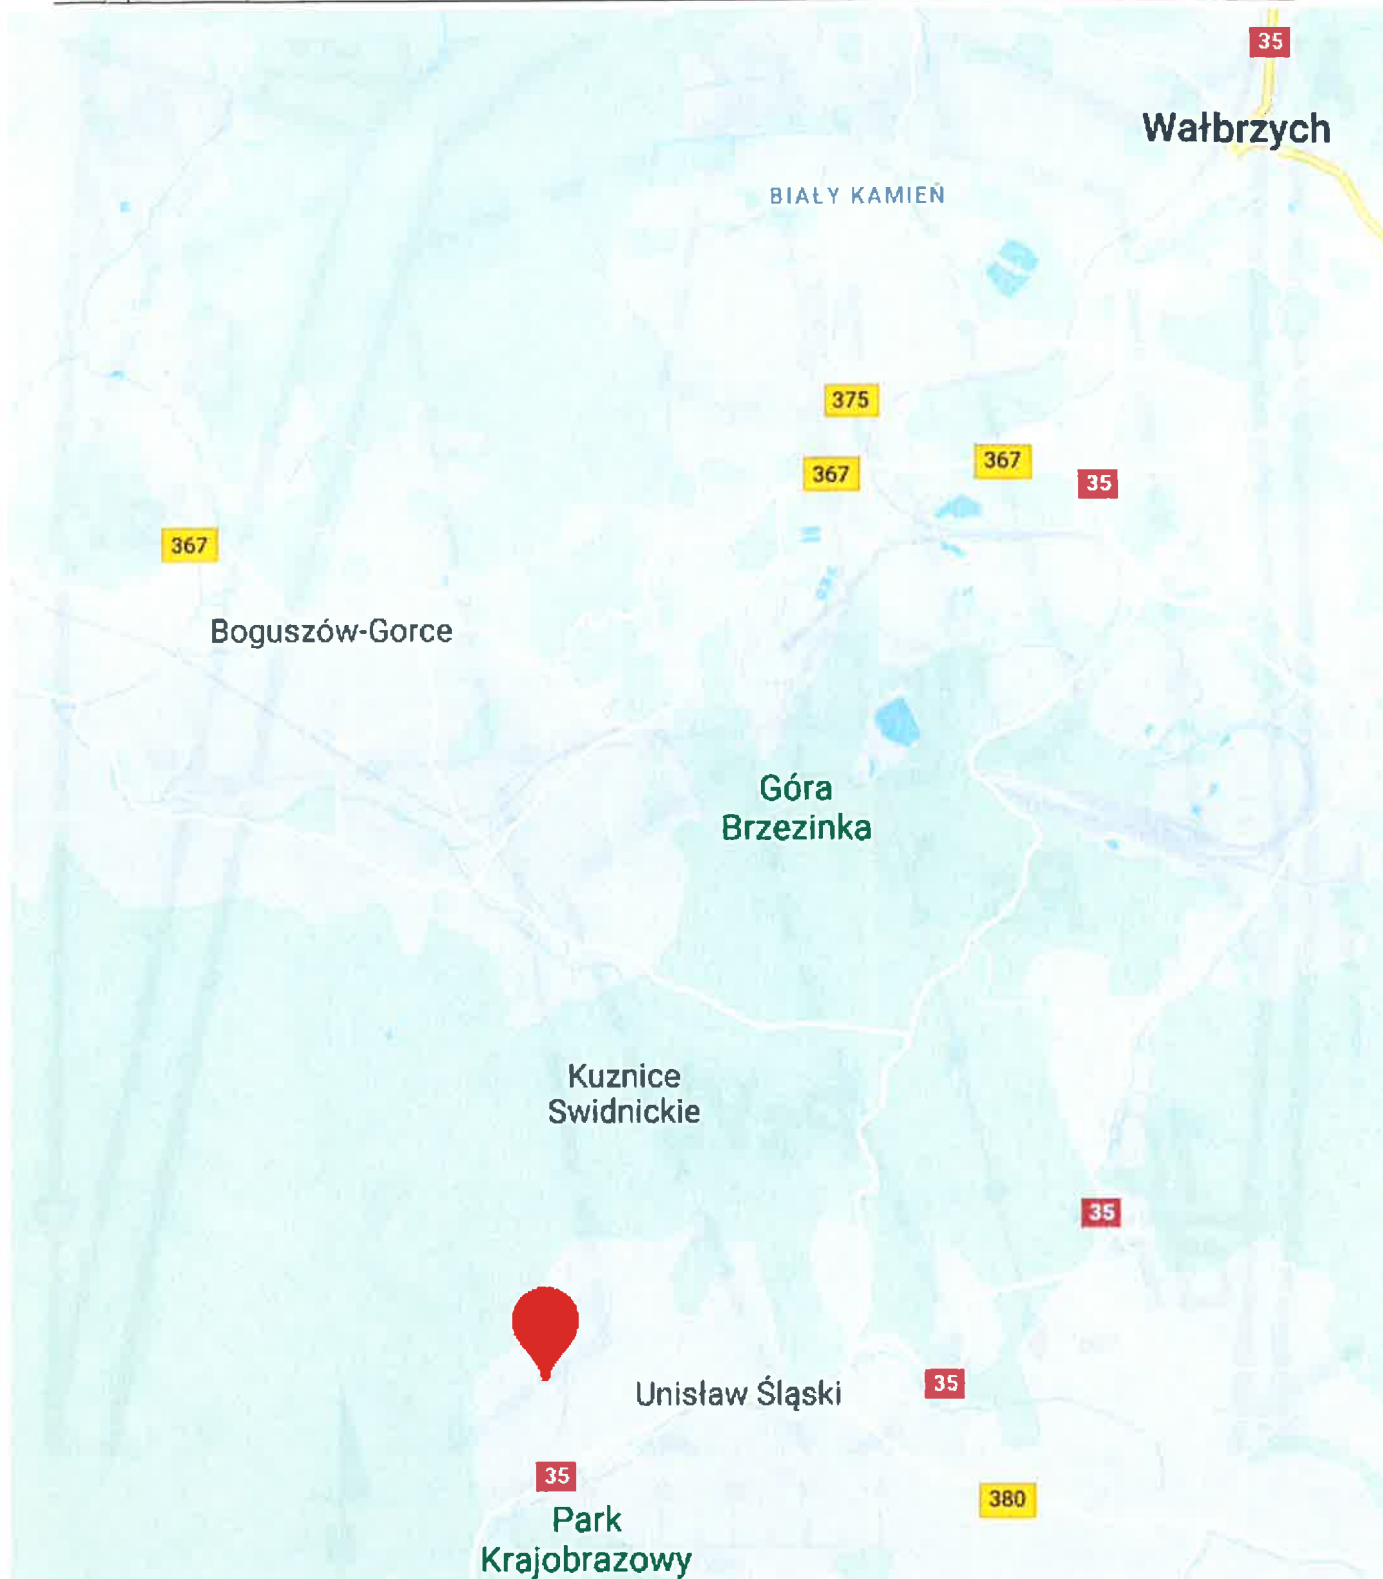 35
Wałbrzych
BIAŁY KAMIEŃ
375
367
367
35
367
Boguszów-Gorce
Góra
Brzezinka
Kuznice
Swidnickie
35
Unisław Śląski
35
35
380
Park
Krajobrazowy